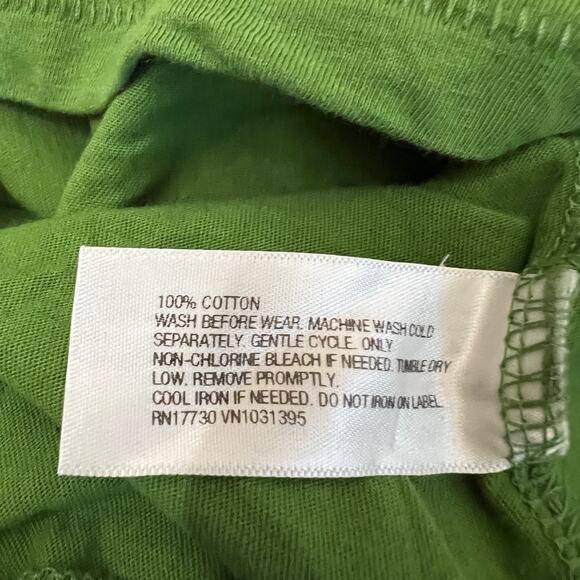 100% COTTON
WASH BEFORE WEAR. MACHINE WASH COLD
SEPARATELY. GENTLE CYCLE. ONLY
NON-CHLORINE BLEACH IF NEEDED. TUMBLE DRY
LOW. REMOVE PROMPTLY.
COOL IRON IF NEEDED. DO NOT IRON ON LABEL
RN17730 VN1031395